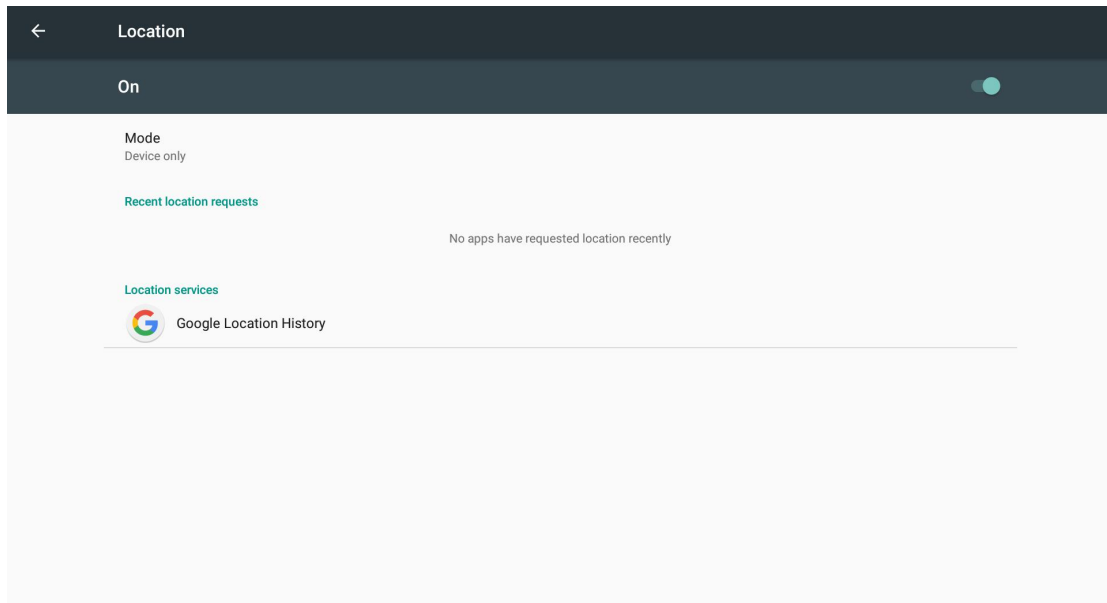 Location
On
Mode
Device only
Recent location requests
No apps have requested location recently
Location services
Google Location History